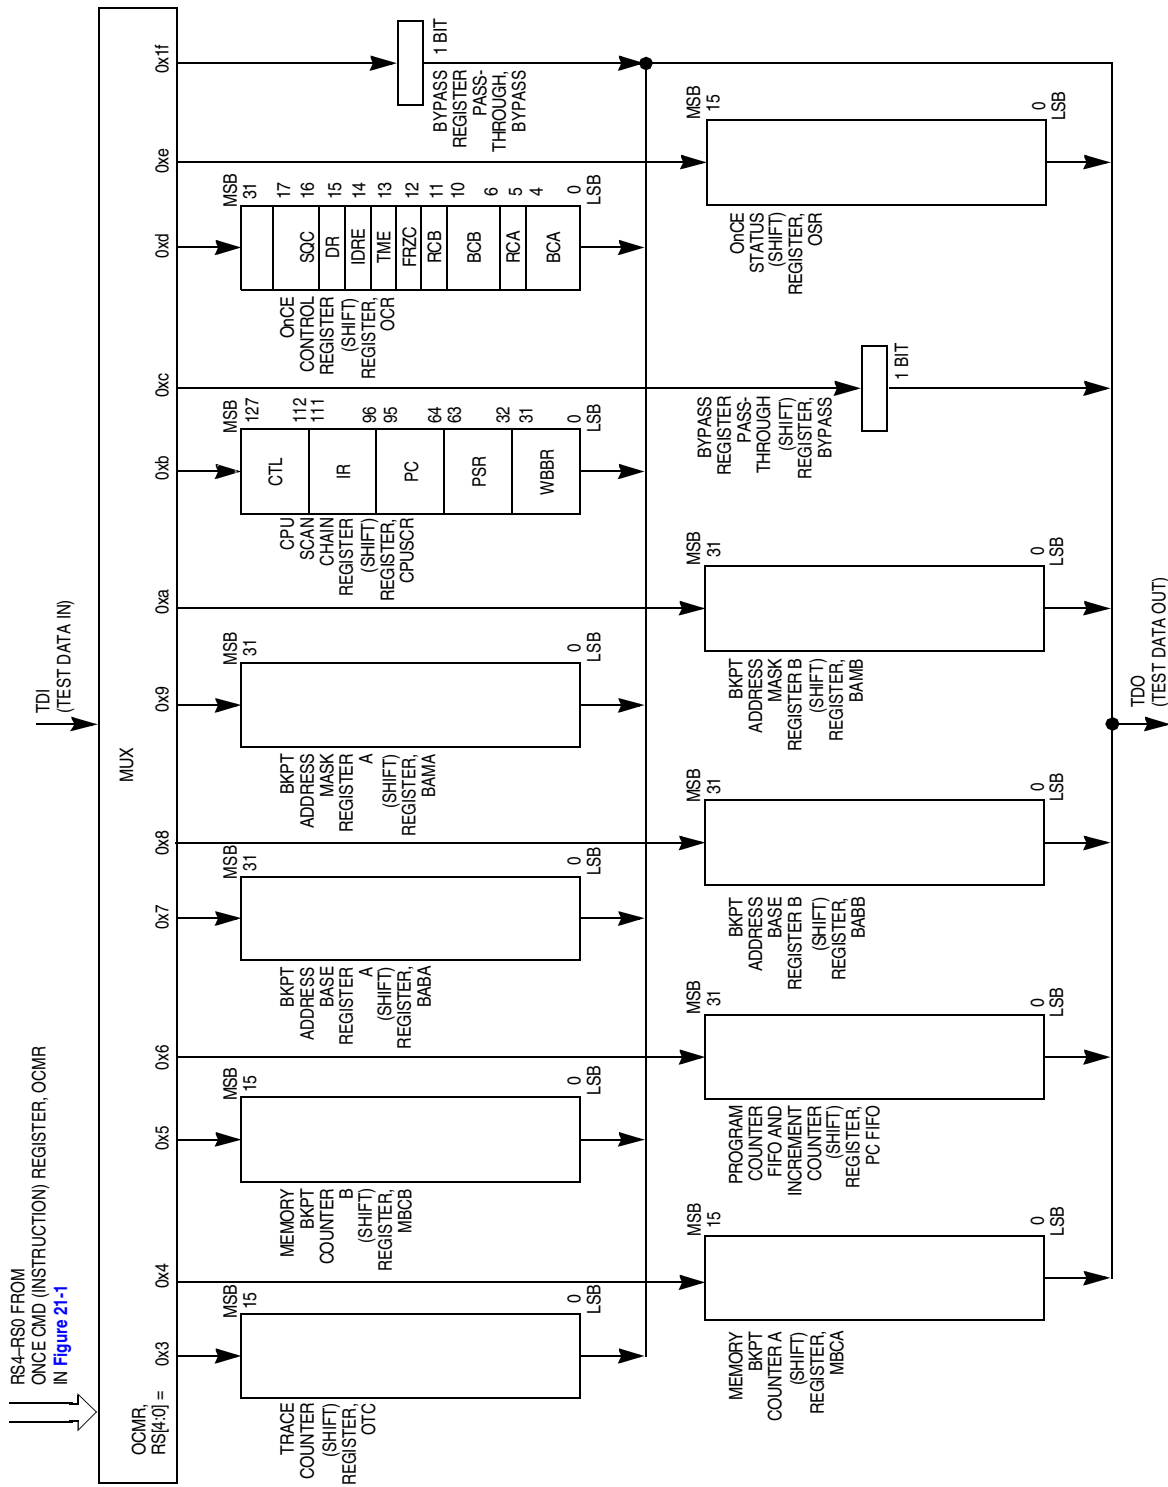 RS4–RS0 FROM
ONCE CMD (INSTRUCTION) REGISTER, OCMR
IN Figure 21-1
TDI
(TEST DATA IN)
MUX
OCMR,
RS[4:0] =
0x3
0x4
0x5
0x6
0x7
0x8
0x9
0xa
0xb
0xc
0xd
0xe
0x1f
TRACE
COUNTER
(SHIFT)
REGISTER,
OTC
MSB
15
0
LSB
MEMORY
BKPT
COUNTER
B
(SHIFT)
REGISTER,
MBCB
MSB
15
0
LSB
BKPT
ADDRESS
BASE
REGISTER
A
(SHIFT)
REGISTER,
BABA
MSB
31
0
LSB
BKPT
ADDRESS
MASK
REGISTER
A
(SHIFT)
REGISTER,
BAMA
MSB
31
0
LSB
CPU
SCAN
CHAIN
REGISTER
(SHIFT)
REGISTER,
CPUSCR
MSB
127
CTL
112
111
IR
96
95
PC
64
63
PSR
32
31
WBBR
0
LSB
OnCE
CONTROL
REGISTER
(SHIFT)
REGISTER,
OCR
MSB
31
17
SQC
16
DR
15
IDRE
14
TME
13
FRZC
12
RCB
11
BCB
10
6
RCA
5
BCA
4
0
LSB
1 BIT
BYPASS
REGISTER
PASS-
THROUGH,
BYPASS
MEMORY
BKPT
COUNTER A
(SHIFT)
REGISTER,
MBCA
MSB
15
0
LSB
PROGRAM
COUNTER
FIFO AND
INCREMENT
COUNTER
(SHIFT)
REGISTER,
PC FIFO
MSB
31
0
LSB
BKPT
ADDRESS
BASE
REGISTER B
(SHIFT)
REGISTER,
BABB
MSB
31
0
LSB
BKPT
ADDRESS
MASK
REGISTER B
(SHIFT)
REGISTER,
BAMB
MSB
31
0
LSB
BYPASS
REGISTER
PASS-
THROUGH
(SHIFT)
REGISTER,
BYPASS
1 BIT
OnCE
STATUS
(SHIFT)
REGISTER,
OSR
MSB
15
0
LSB
TDO
(TEST DATA OUT)